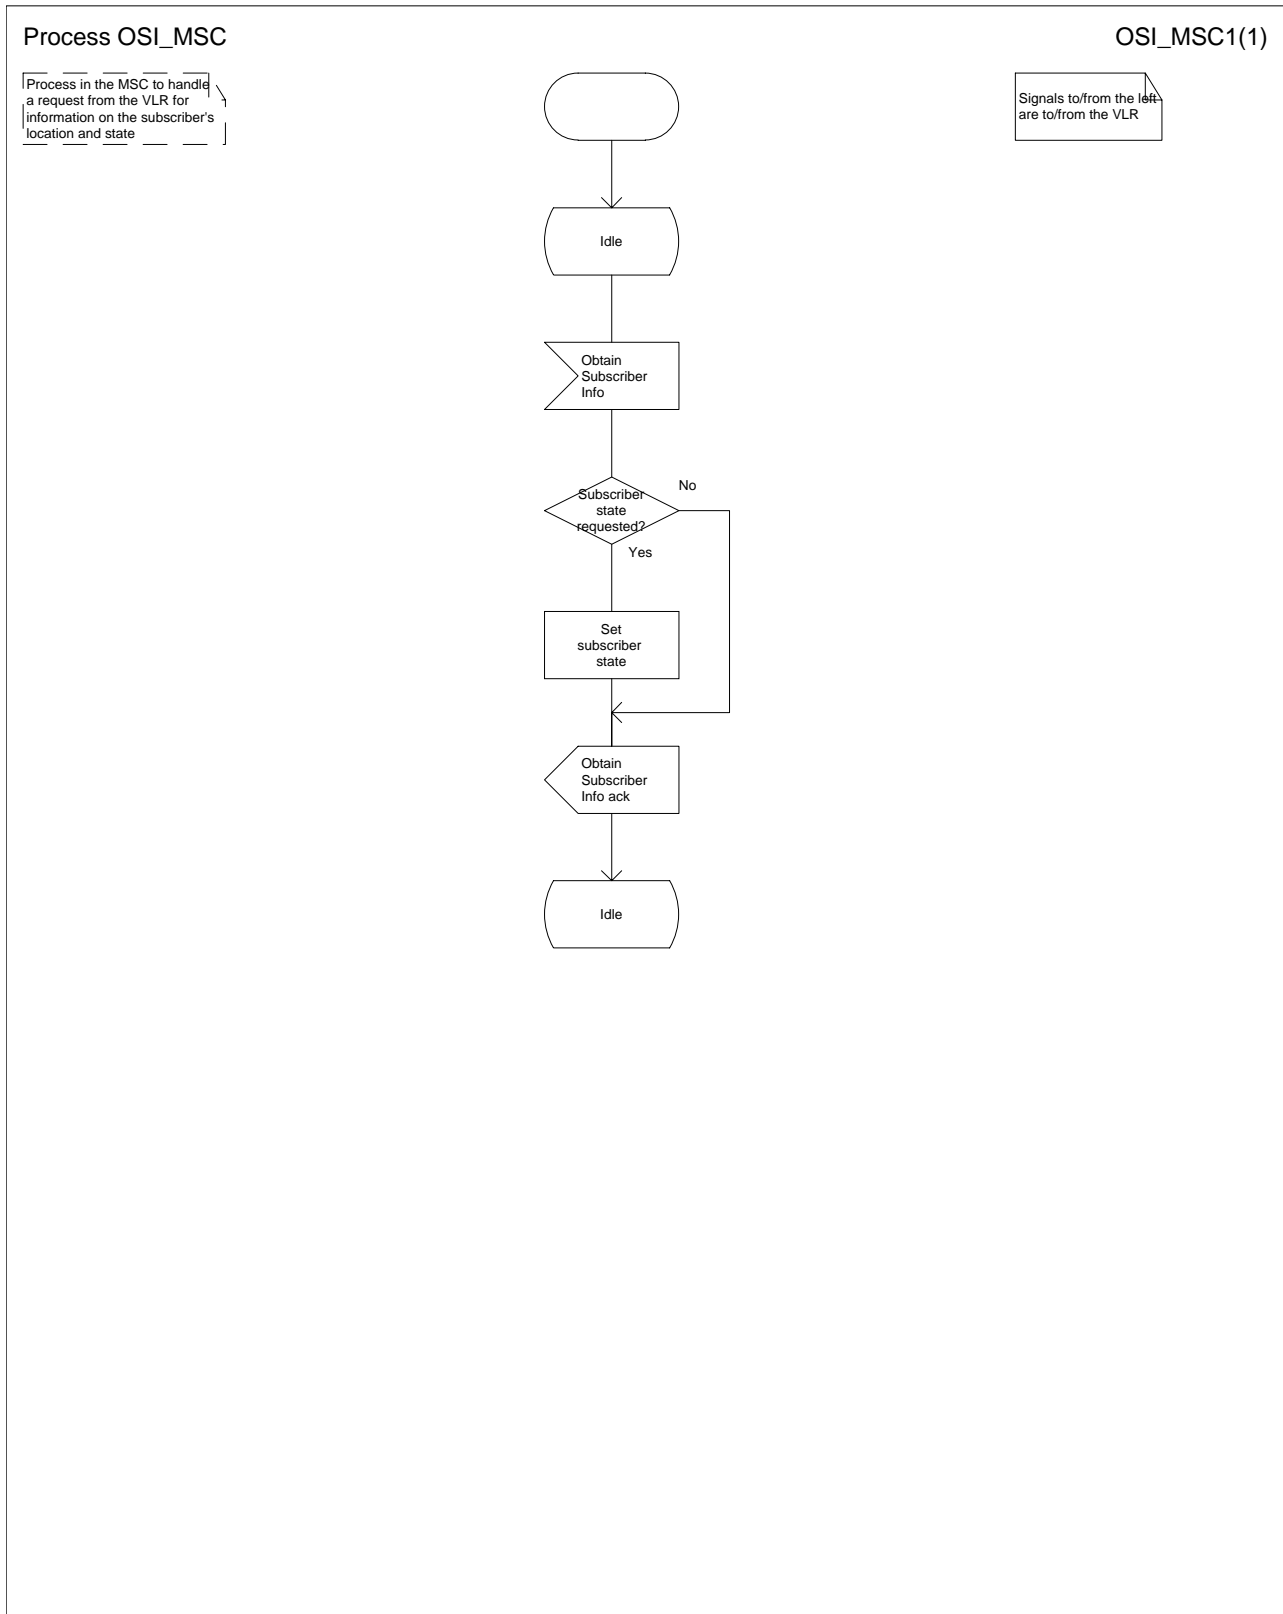 Process OSI_MSC
OSI_MSC1(1)
Process in the MSC to handle
a request from the VLR for
information on the subscriber's
location and state
Signals to/from the left
are to/from the VLR
Idle
Obtain
Subscriber
Info
Subscriber
state
requested?
No
Yes
Set
subscriber
state
Obtain
Subscriber
Info ack
Idle